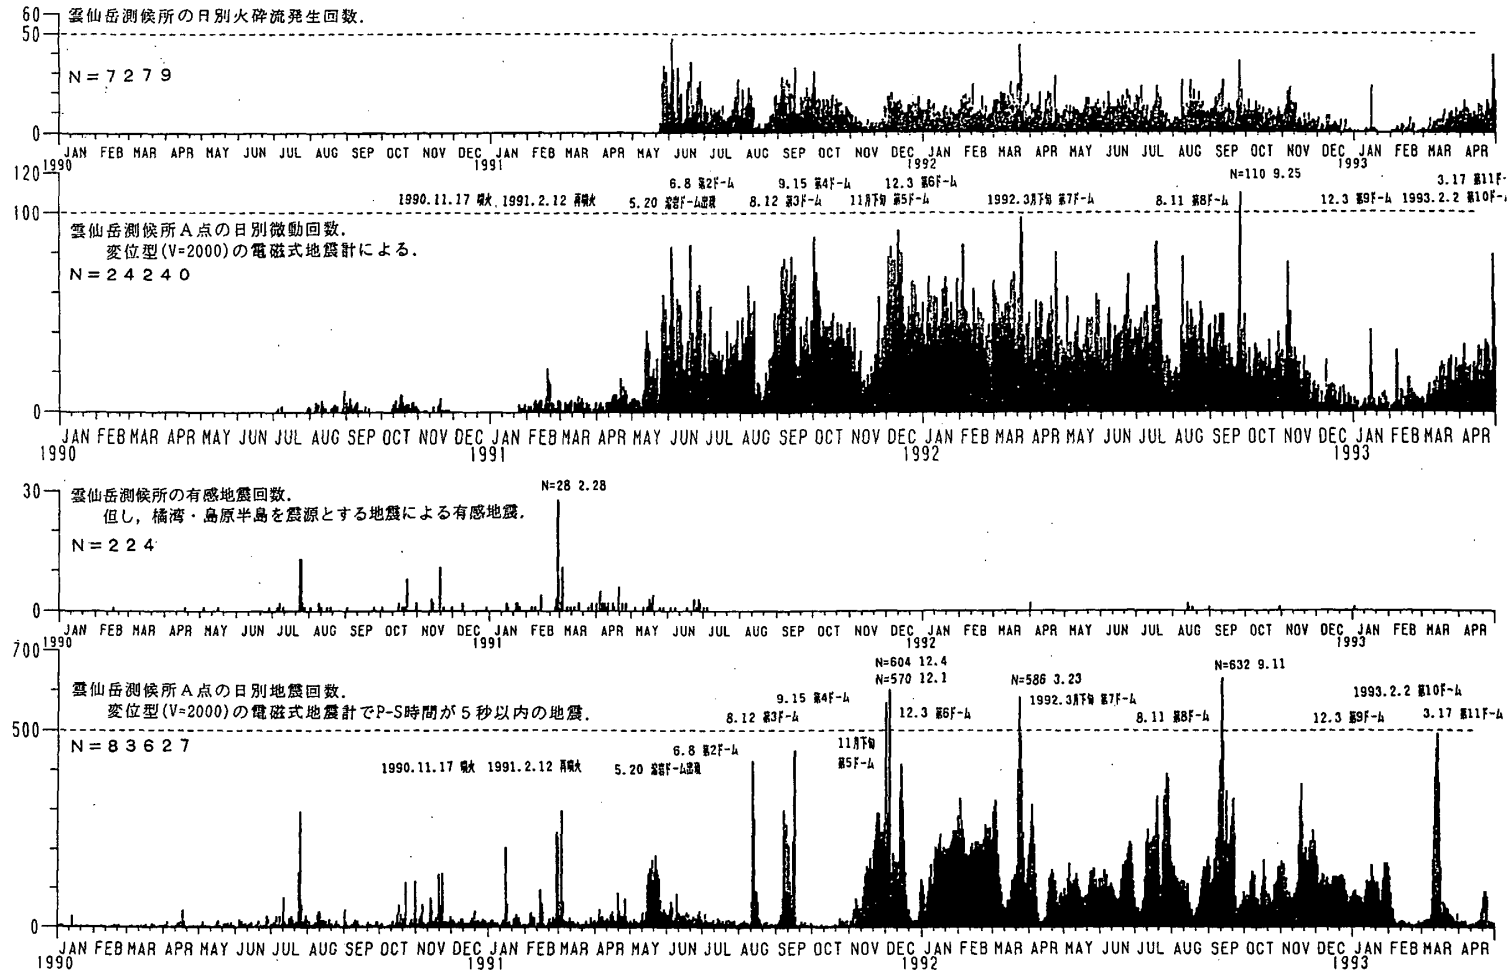 60
雲仙岳測候所の日別火砕流発生回数．
50
N=7279
0
JAN FEB MAR APR MAY JUN JUL AUG SEP OCT NOV DEC JAN FEB MAR APR MAY JUN JUL AUG SEP OCT NOV DEC JAN FEB MAR APR MAY JUN JUL AUG SEP OCT NOV DEC JAN FEB MAR APR
1990 1991 1992 1993
120
N=110 9.25
6.8 第2ドーム 9.15 第4ドーム 12.3 第6ドーム 3.17 第11ド
1990.11.17 噴火 1991.2.12 再噴火 5.20 溶岩ドーム出現 8.12 第3ドーム 11月下旬 第5ドーム 1992.3月下旬 第7ドーム 8.11 第8ドーム 12.3 第9ドーム 1993.2.2 第10ドーム
100
雲仙岳測候所A点の日別微動回数．
変位型(V=2000)の電磁式地震計による．
N=24240
0
JAN FEB MAR APR MAY JUN JUL AUG SEP OCT NOV DEC JAN FEB MAR APR MAY JUN JUL AUG SEP OCT NOV DEC JAN FEB MAR APR MAY JUN JUL AUG SEP OCT NOV DEC JAN FEB MAR APR
1990 1991 1992 1993
30
雲仙岳測候所の有感地震回数．
N=28 2.28
但し，橘湾・島原半島を震源とする地震による有感地震．
N=224
0
JAN FEB MAR APR MAY JUN JUL AUG SEP OCT NOV DEC JAN FEB MAR APR MAY JUN JUL AUG SEP OCT NOV DEC JAN FEB MAR APR MAY JUN JUL AUG SEP OCT NOV DEC JAN FEB MAR APR
1990 1991 1992 1993
700
N=604 12.4
N=570 12.1
N=586 3.23
N=632 9.11
雲仙岳測候所A点の日別地震回数．
変位型(V=2000)の電磁式地震計でP-S時間が5秒以内の地震．
9.15 第4ドーム
1992.3月下旬 第7ドーム
1993.2.2 第10ドーム
8.12 第3ドーム
12.3 第6ドーム
8.11 第8ドーム
12.3 第9ドーム
3.17 第11ドーム
500
N=83627
6.8 第2ドーム
11月下旬
第5ドーム
1990.11.17 噴火 1991.2.12 再噴火 5.20 溶岩ドーム出現
0
JAN FEB MAR APR MAY JUN JUL AUG SEP OCT NOV DEC JAN FEB MAR APR MAY JUN JUL AUG SEP OCT NOV DEC JAN FEB MAR APR MAY JUN JUL AUG SEP OCT NOV DEC JAN FEB MAR APR
1990 1991 1992 1993